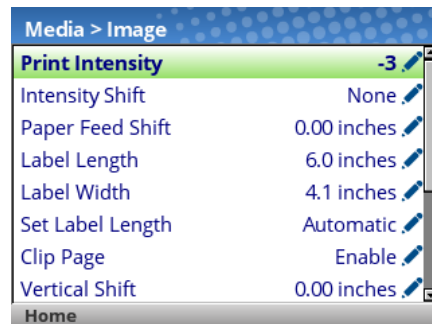 Media > Image
Print Intensity -3
Intensity Shift None
Paper Feed Shift 0.00 inches
Label Length 6.0 inches
Label Width 4.1 inches
Set Label Length Automatic
Clip Page Enable
Vertical Shift 0.00 inches
Home